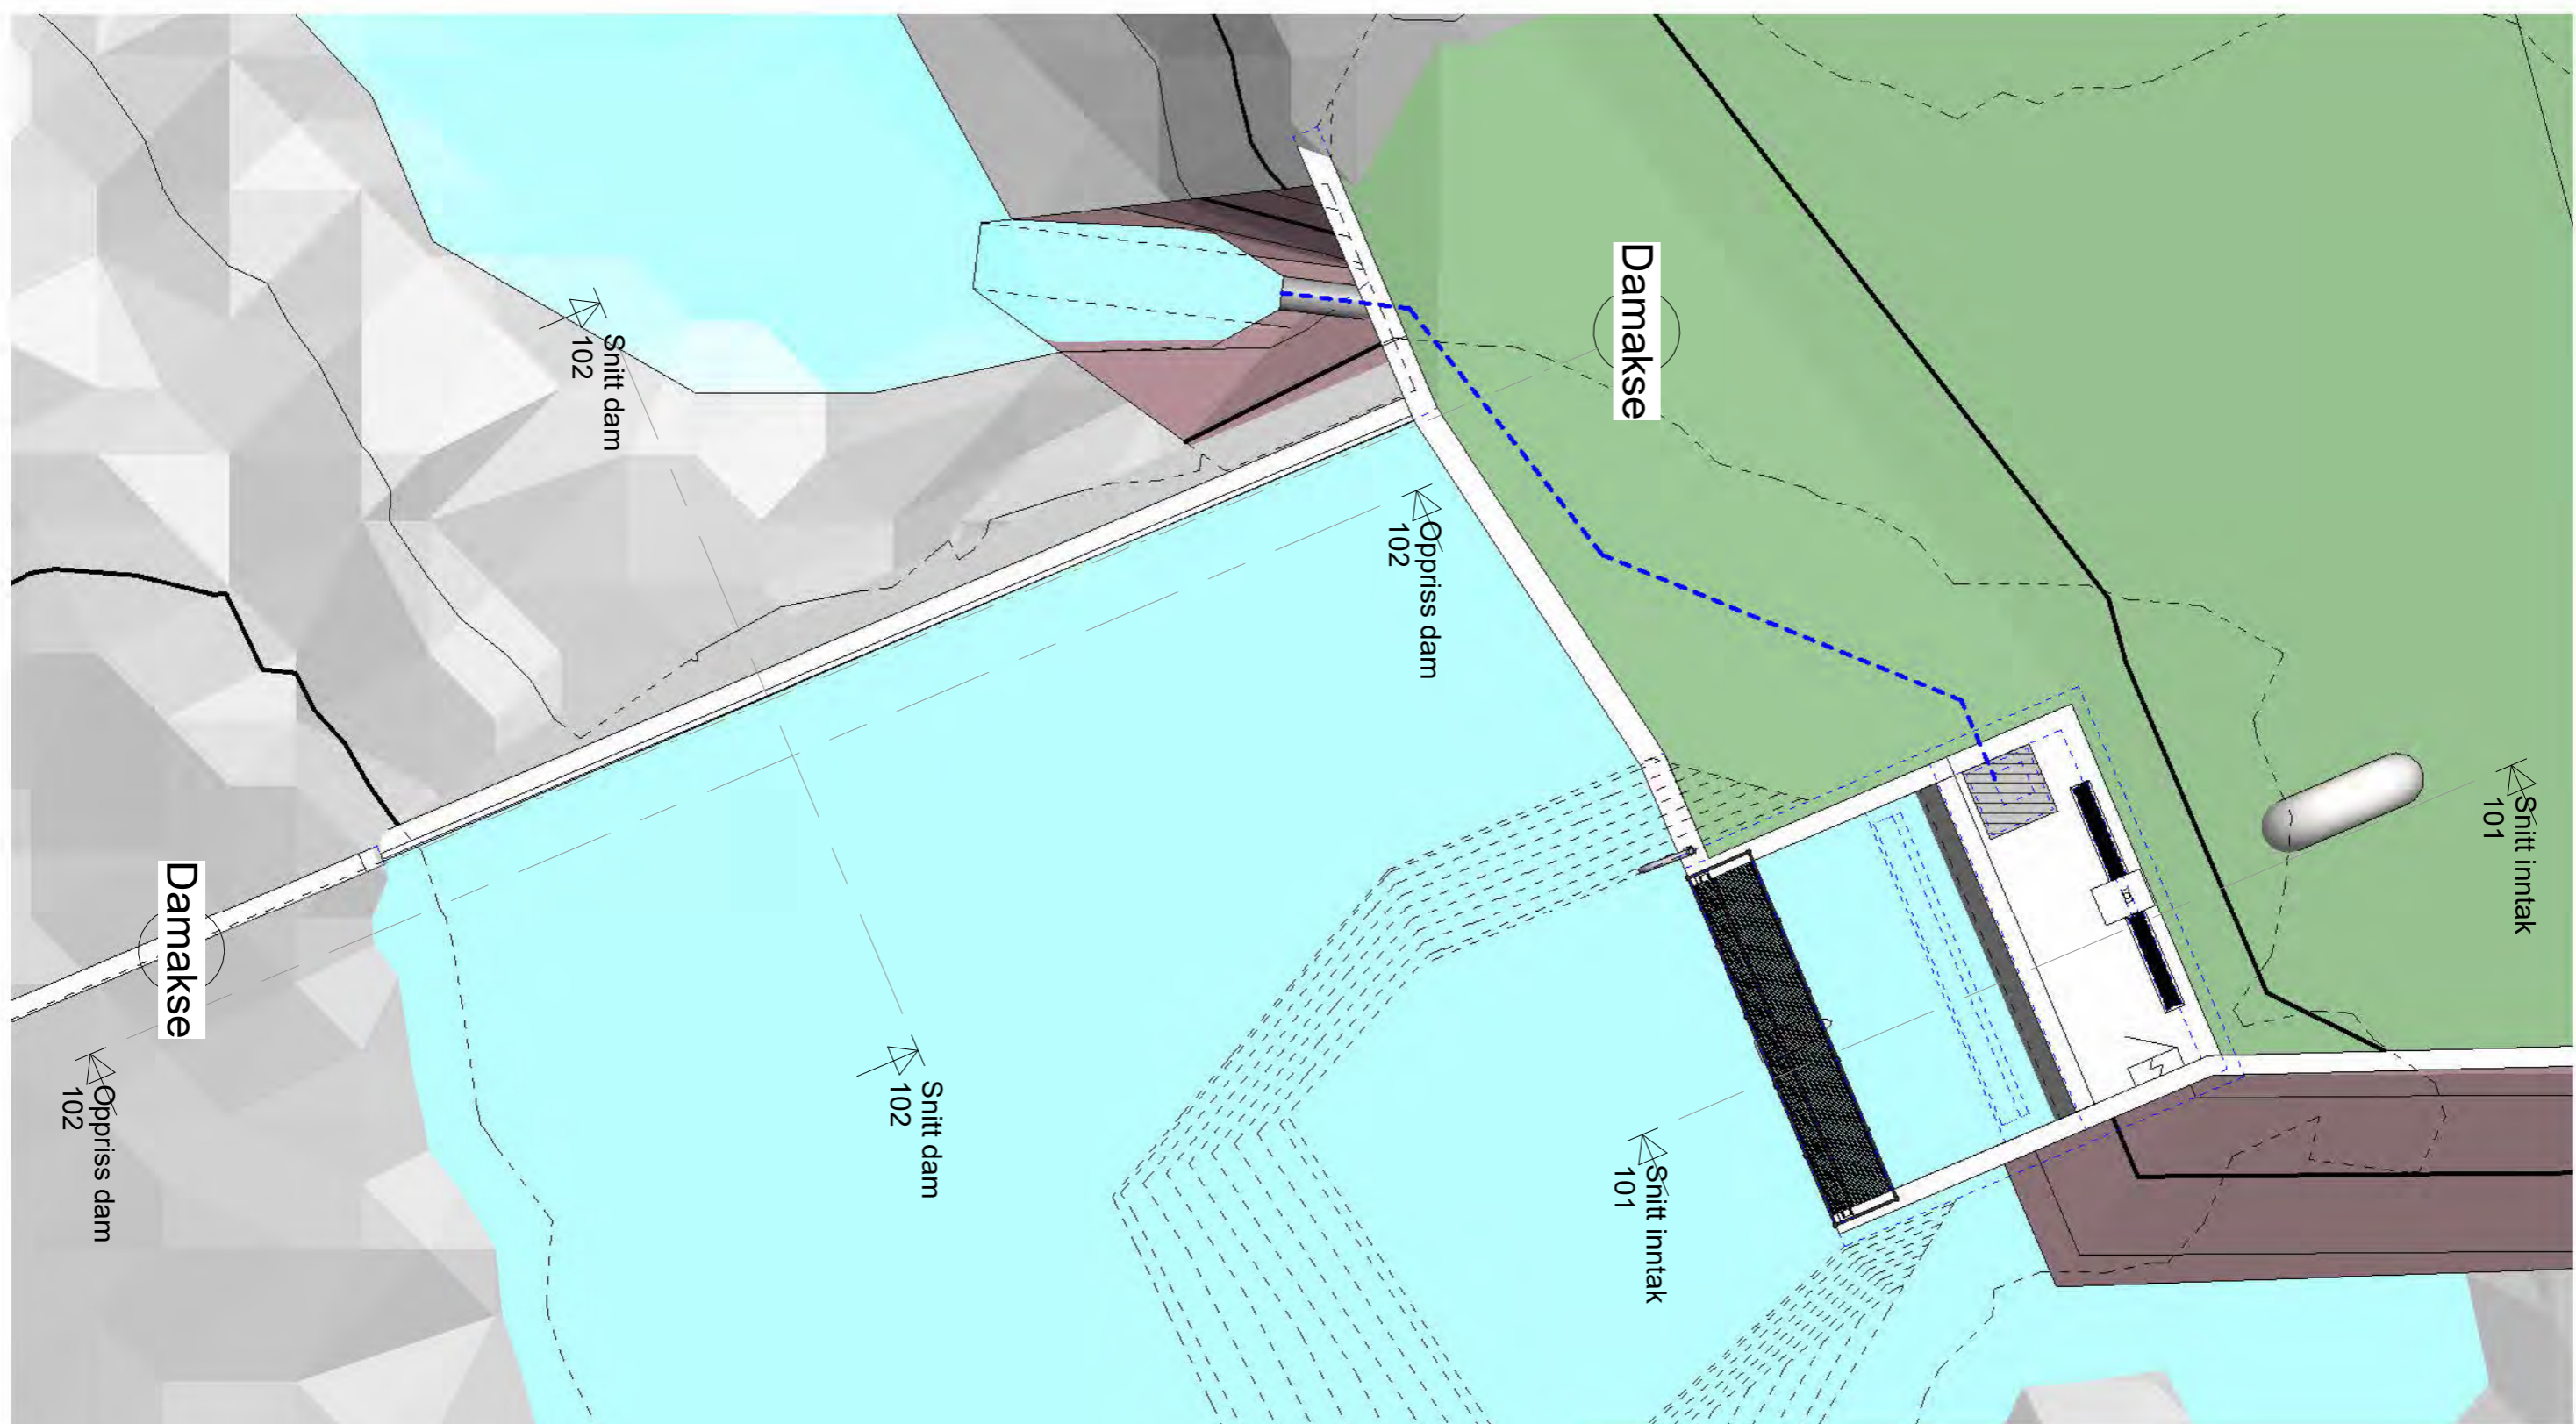 Damakse
Snitt dam
102
Oppriss dam
102
Snitt inntak
101
Damakse
Oppriss dam
102
Snitt dam
102
Snitt inntak
101